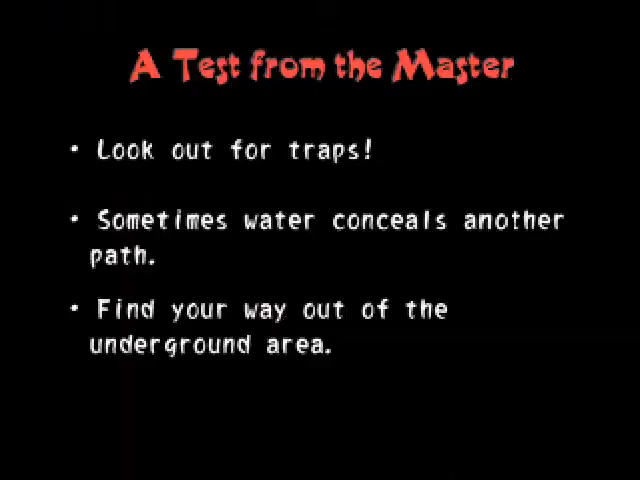 A Test from the Master
• Look out for traps!
• Sometimes water conceals another
path.
• Find your way out of the
underground area.